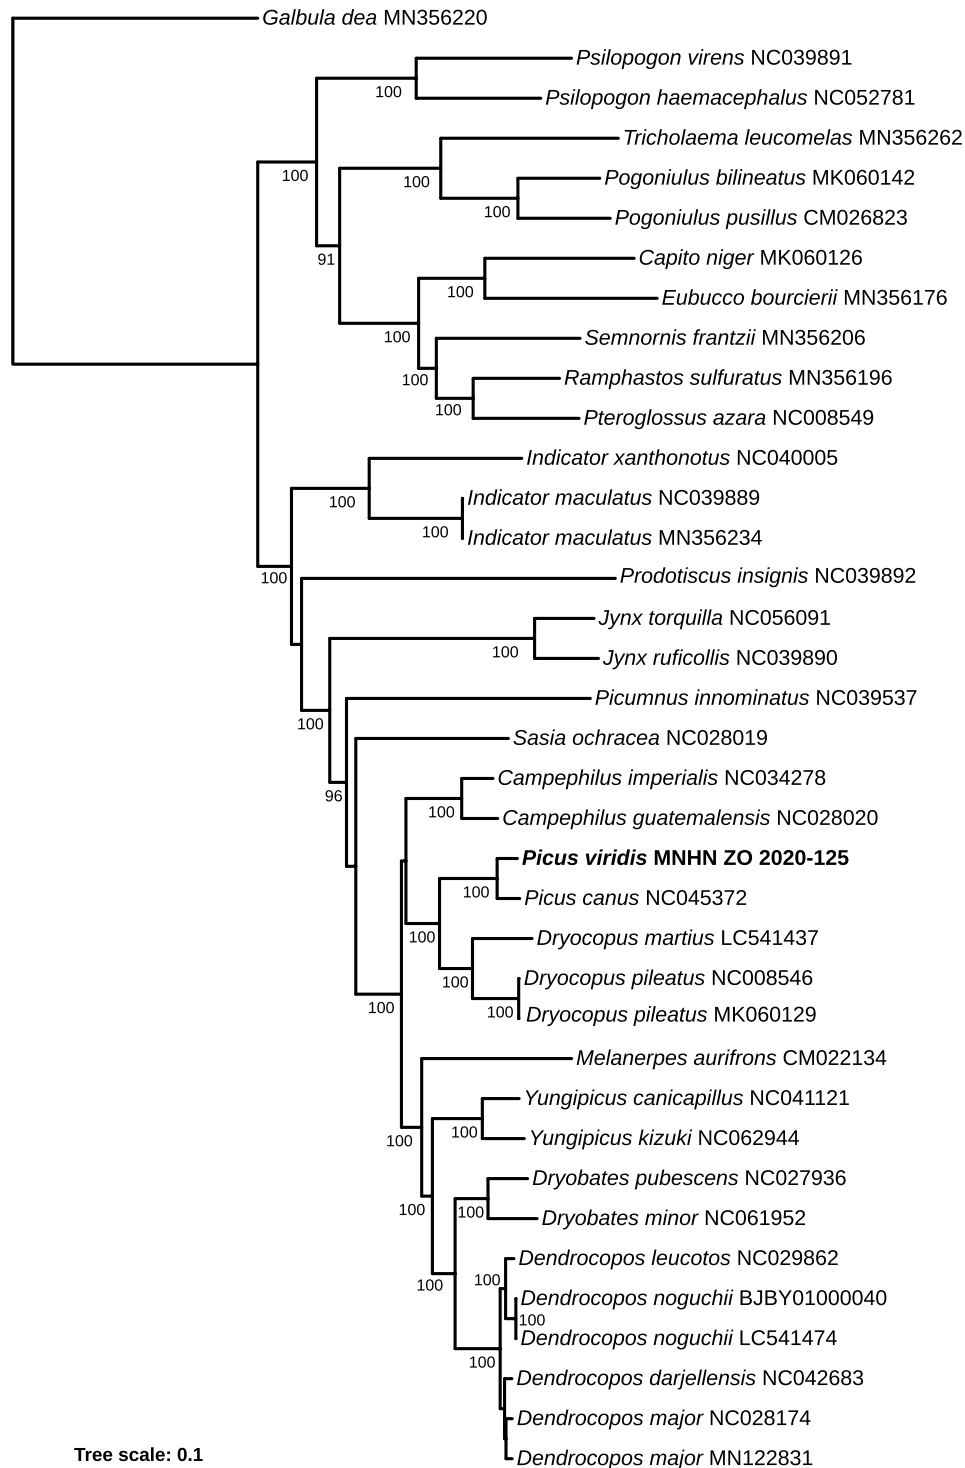 Galbula dea MN356220
Psilopogon virens NC039891
100
Psilopogon haemacephalus NC052781
Tricholaema leucomelas MN356262
100
100
Pogoniulus bilineatus MK060142
100
Pogoniulus pusillus CM026823
91
Capito niger MK060126
100
Eubucco bourcierii MN356176
100
Semnornis frantzii MN356206
100
Ramphastos sulfuratus MN356196
100
Pteroglossus azara NC008549
Indicator xanthonotus NC040005
100
Indicator maculatus NC039889
100
Indicator maculatus MN356234
100
Prodotiscus insignis NC039892
Jynx torquilla NC056091
100
Jynx ruficollis NC039890
Picumnus innominatus NC039537
100
Sasia ochracea NC028019
Campephilus imperialis NC034278
96
100
Campephilus guatemalensis NC028020
Picus viridis MNHN ZO 2020-125
100
Picus canus NC045372
100
Dryocopus martius LC541437
100
Dryocopus pileatus NC008546
100
100
Dryocopus pileatus MK060129
Melanerpes aurifrons CM022134
Yungipicus canicapillus NC041121
100
100
Yungipicus kizuki NC062944
Dryobates pubescens NC027936
100
100
Dryobates minor NC061952
Dendrocopos leucotos NC029862
100
100
Dendrocopos noguchii BJBY01000040
100
Dendrocopos noguchii LC541474
100
Dendrocopos darjellensis NC042683
Dendrocopos major NC028174
Tree scale: 0.1
Dendrocopos major MN122831